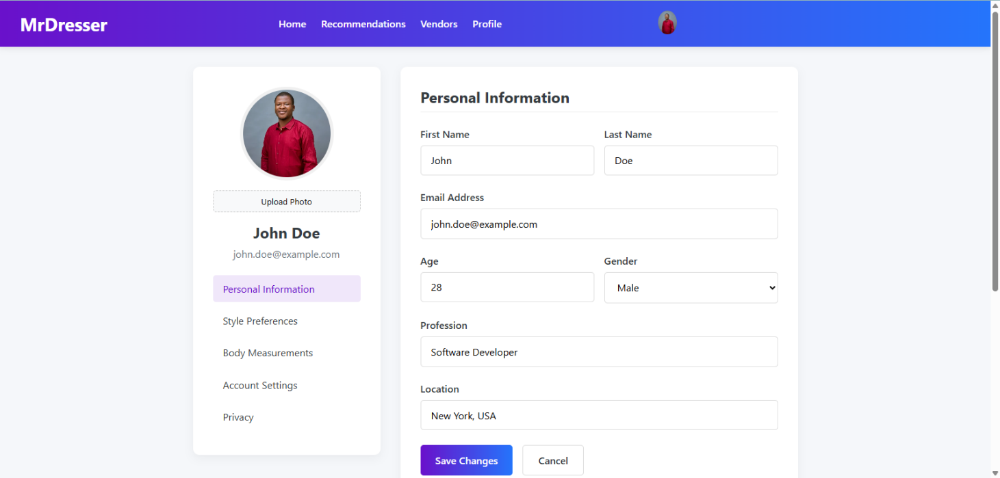 MrDresser
Home Recommendations Vendors Profile
Upload Photo
John Doe
john.doe@example.com
Personal Information
Style Preferences
Body Measurements
Account Settings
Privacy
Personal Information
First Name Last Name
John Doe
Email Address
john.doe@example.com
Age Gender
28 Male
Profession
Software Developer
Location
New York, USA
Save Changes Cancel